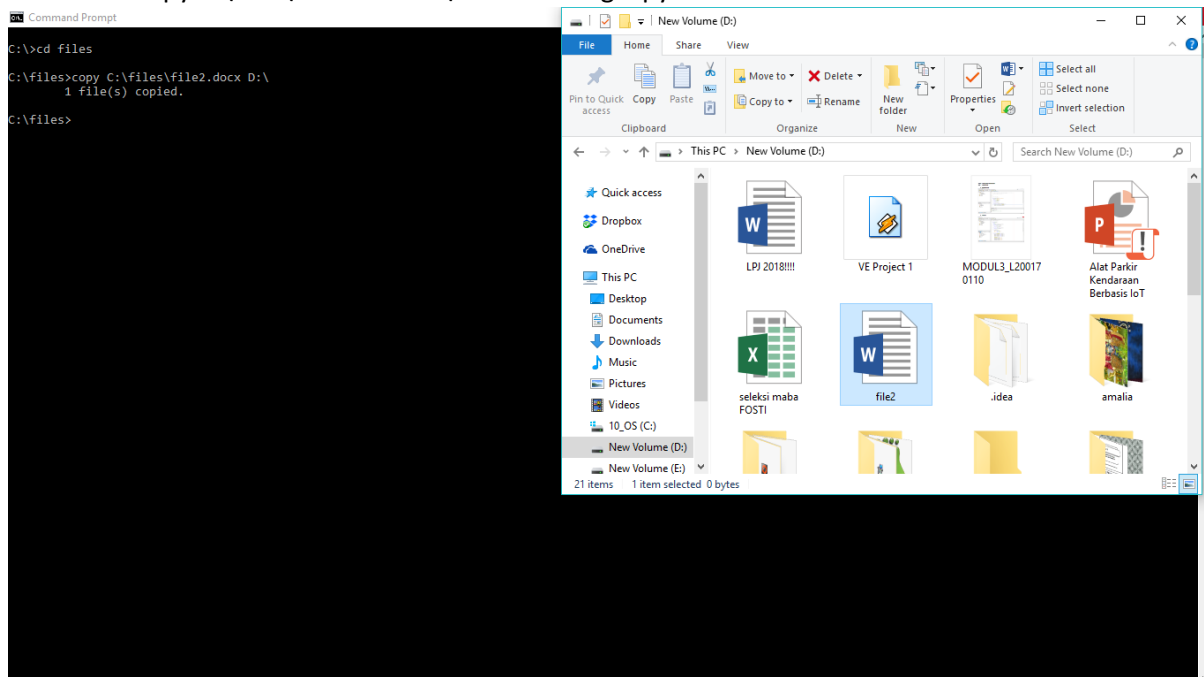 Command Prompt
C:\>cd files
C:\files>copy C:\files\file2.docx D:\
1 file(s) copied.
C:\files>
New Volume (D:)
File Home Share View
Pin to Quick access
Copy
Paste
Clipboard
Move to
Copy to
Delete
Rename
Organize
New folder
New
Properties
Open
Select all
Select none
Invert selection
Select
This PC > New Volume (D:)
Search New Volume (D:)
Quick access
Dropbox
OneDrive
This PC
Desktop
Documents
Downloads
Music
Pictures
Videos
10_OS (C:)
New Volume (D:)
New Volume (E:)
LPJ 2018!!!!
VE Project 1
MODUL3_L20017
0110
Alat Parkir
Kendaraan
Berbasis IoT
seleksi maba
FOSTI
file2
.idea
amalia
21 items 1 item selected 0 bytes